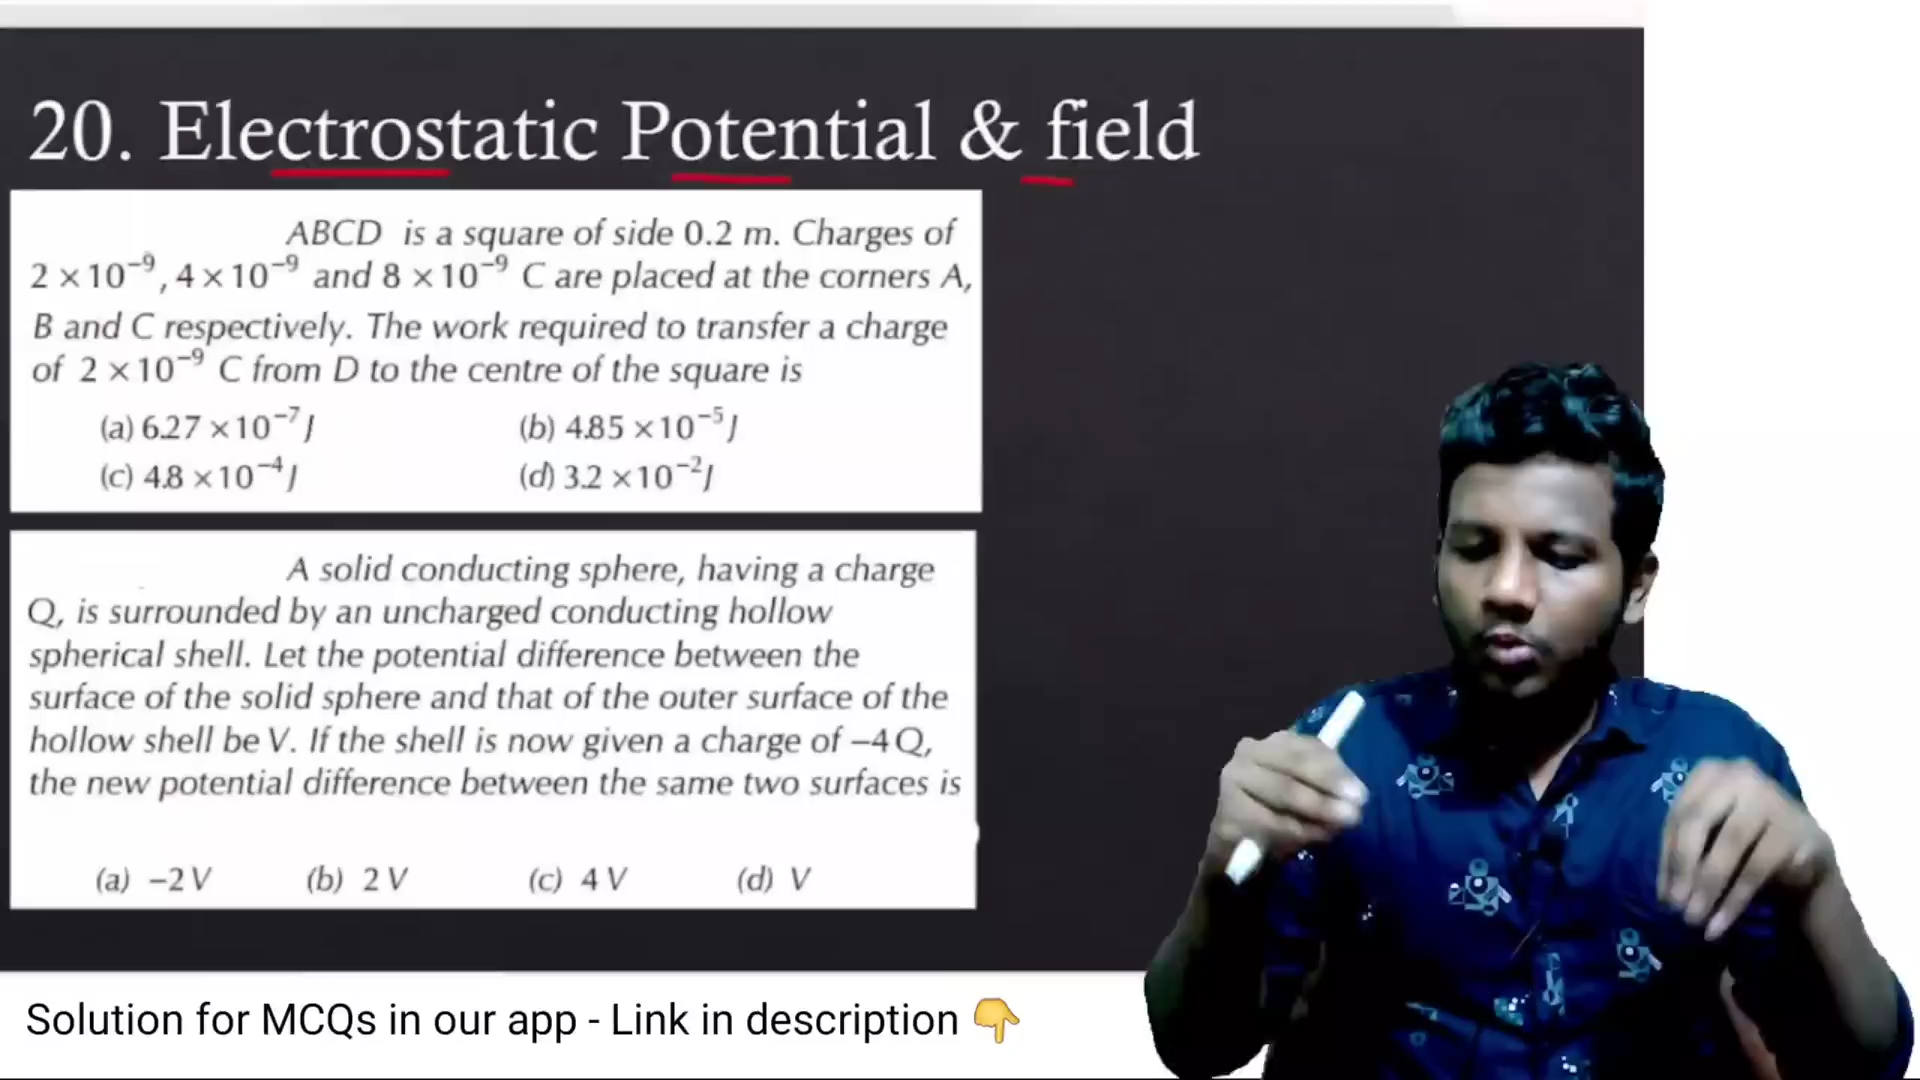 20. Electrostatic Potential & field
ABCD is a square of side 0.2 m. Charges of
2 × 10⁻⁹, 4 × 10⁻⁹ and 8 × 10⁻⁹ C are placed at the corners A,
B and C respectively. The work required to transfer a charge
of 2 × 10⁻⁹ C from D to the centre of the square is
(a) 6.27 × 10⁻⁷ J (b) 4.85 × 10⁻⁵ J
(c) 4.8 × 10⁻⁴ J (d) 3.2 × 10⁻² J
A solid conducting sphere, having a charge
Q, is surrounded by an uncharged conducting hollow
spherical shell. Let the potential difference between the
surface of the solid sphere and that of the outer surface of the
hollow shell be V. If the shell is now given a charge of –4 Q,
the new potential difference between the same two surfaces is
(a) –2 V (b) 2 V (c) 4 V (d) V
Solution for MCQs in our app - Link in description 👇